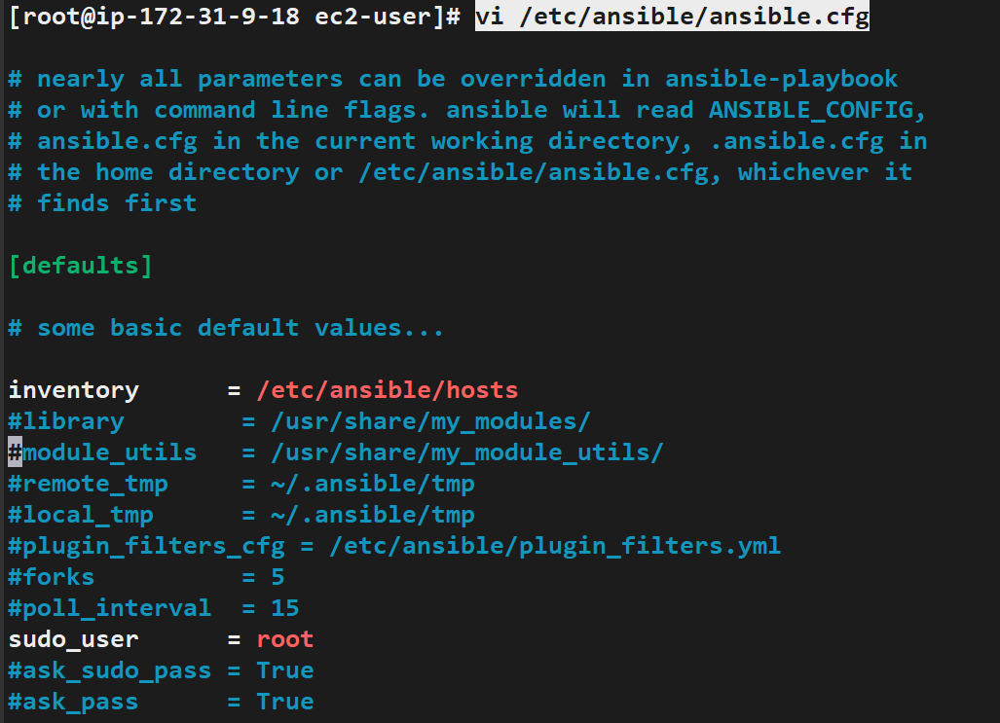 [root@ip-172-31-9-18 ec2-user]# vi /etc/ansible/ansible.cfg
# nearly all parameters can be overridden in ansible-playbook
# or with command line flags. ansible will read ANSIBLE_CONFIG,
# ansible.cfg in the current working directory, .ansible.cfg in
# the home directory or /etc/ansible/ansible.cfg, whichever it
# finds first
[defaults]
# some basic default values...
inventory      = /etc/ansible/hosts
#library        = /usr/share/my_modules/
#module_utils   = /usr/share/my_module_utils/
#remote_tmp     = ~/.ansible/tmp
#local_tmp      = ~/.ansible/tmp
#plugin_filters_cfg = /etc/ansible/plugin_filters.yml
#forks          = 5
#poll_interval  = 15
sudo_user      = root
#ask_sudo_pass = True
#ask_pass      = True